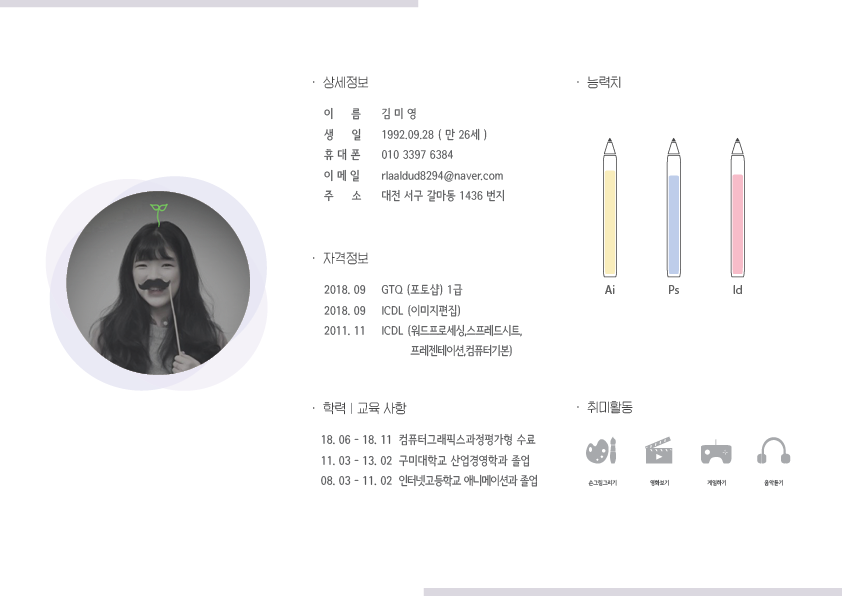 · 상세정보
이 름 김 미 영
생 일 1992.09.28 ( 만 26세 )
휴 대 폰 010 3397 6384
이 메 일 rlaaldud8294@naver.com
주 소 대전 서구 갈마동 1436 번지
· 자격정보
2018. 09 GTQ (포토샵) 1급
2018. 09 ICDL (이미지편집)
2011. 11 ICDL (워드프로세싱,스프레드시트,
프레젠테이션,컴퓨터기본)
· 학력 | 교육 사항
18. 06 - 18. 11 컴퓨터그래픽스과정평가형 수료
11. 03 - 13. 02 구미대학교 산업경영학과 졸업
08. 03 - 11. 02 인터넷고등학교 애니메이션과 졸업
· 능력치
Ai Ps Id
· 취미활동
손그림그리기 영화보기 게임하기 음악듣기